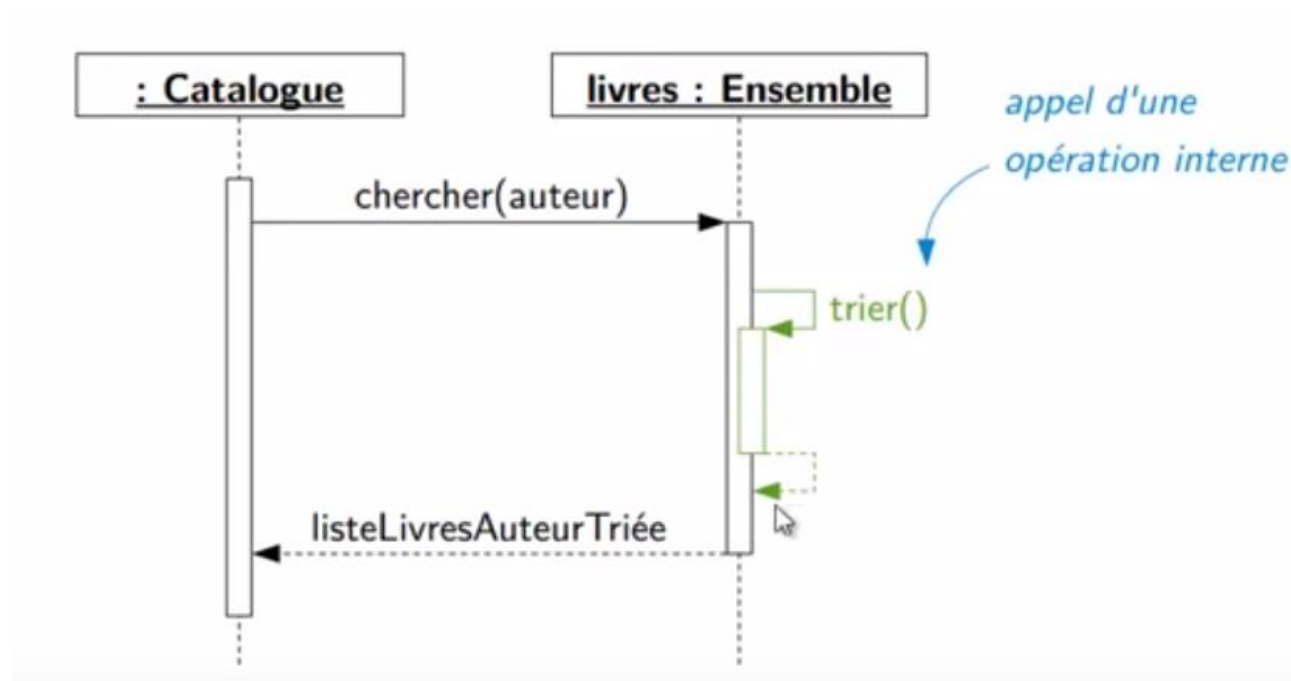 : Catalogue
livres : Ensemble
appel d'une
opération interne
chercher(auteur)
trier()
listeLivresAuteurTriée